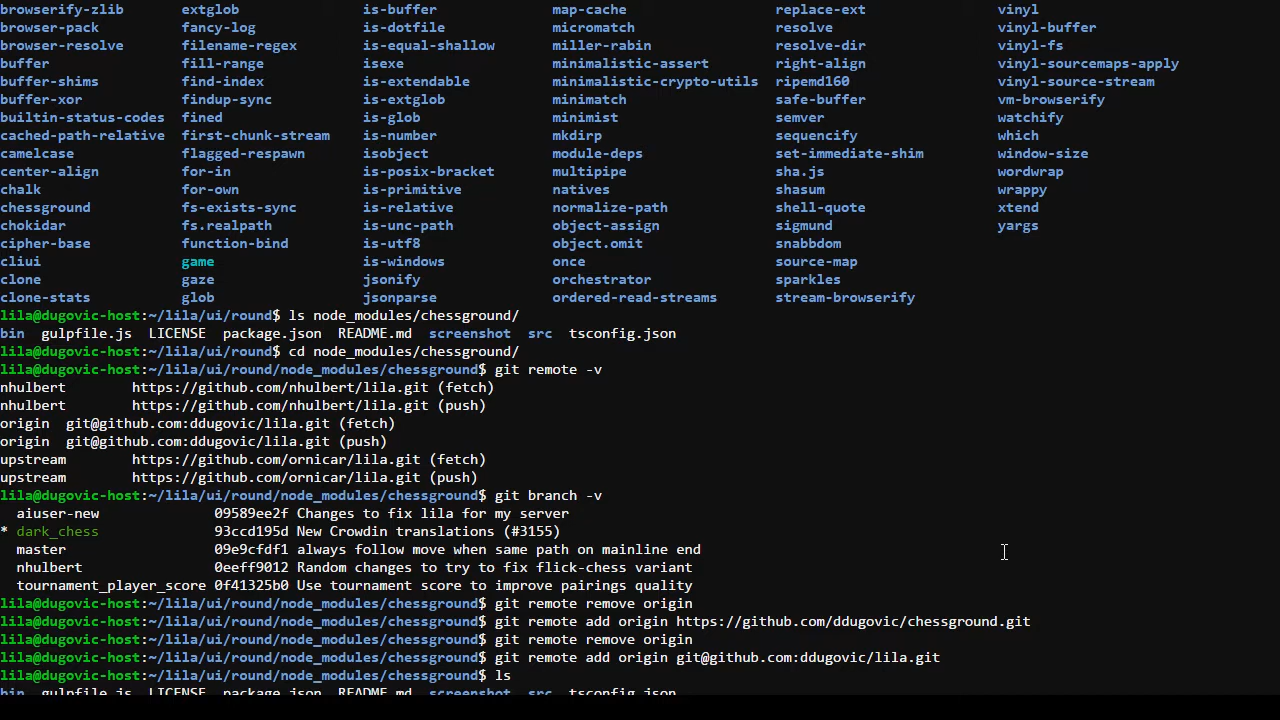 browserify-zlib extglob is-buffer map-cache replace-ext vinyl
browser-pack fancy-log is-dotfile micromatch resolve vinyl-buffer
browser-resolve filename-regex is-equal-shallow miller-rabin resolve-dir vinyl-fs
buffer fill-range isexe minimalistic-assert right-align vinyl-sourcemaps-apply
buffer-shims find-index is-extendable minimalistic-crypto-utils ripemd160 vinyl-source-stream
buffer-xor findup-sync is-extglob minimatch safe-buffer vm-browserify
builtin-status-codes fined is-glob minimist semver watchify
cached-path-relative first-chunk-stream is-number mkdirp sequencify which
camelcase flagged-respawn isobject module-deps set-immediate-shim window-size
center-align for-in is-posix-bracket multipipe sha.js wordwrap
chalk for-own is-primitive natives shasum wrappy
chessground fs-exists-sync is-relative normalize-path shell-quote xtend
chokidar fs.realpath is-unc-path object-assign sigmund yargs
cipher-base function-bind is-utf8 object.omit snabbdom
cliui game is-windows once source-map
clone gaze jsonify orchestrator sparkles
clone-stats glob jsonparse ordered-read-streams stream-browserify
lila@dugovic-host:~/lila/ui/round$ ls node_modules/chessground/
bin gulpfile.js LICENSE package.json README.md screenshot src tsconfig.json
lila@dugovic-host:~/lila/ui/round$ cd node_modules/chessground/
lila@dugovic-host:~/lila/ui/round/node_modules/chessground$ git remote -v
nhulbert https://github.com/nhulbert/lila.git (fetch)
nhulbert https://github.com/nhulbert/lila.git (push)
origin git@github.com:ddugovic/lila.git (fetch)
origin git@github.com:ddugovic/lila.git (push)
upstream https://github.com/ornicar/lila.git (fetch)
upstream https://github.com/ornicar/lila.git (push)
lila@dugovic-host:~/lila/ui/round/node_modules/chessground$ git branch -v
aiuser-new 09589ee2f Changes to fix lila for my server
* dark_chess 93ccd195d New Crowdin translations (#3155)
master 09e9cfdf1 always follow move when same path on mainline end
nhulbert 0eeff9012 Random changes to try to fix flick-chess variant
tournament_player_score 0f41325b0 Use tournament score to improve pairings quality
lila@dugovic-host:~/lila/ui/round/node_modules/chessground$ git remote remove origin
lila@dugovic-host:~/lila/ui/round/node_modules/chessground$ git remote add origin https://github.com/ddugovic/chessground.git
lila@dugovic-host:~/lila/ui/round/node_modules/chessground$ git remote remove origin
lila@dugovic-host:~/lila/ui/round/node_modules/chessground$ git remote add origin git@github.com:ddugovic/lila.git
lila@dugovic-host:~/lila/ui/round/node_modules/chessground$ ls
bin gulpfile.js LICENSE package.json README.md screenshot src tsconfig.json